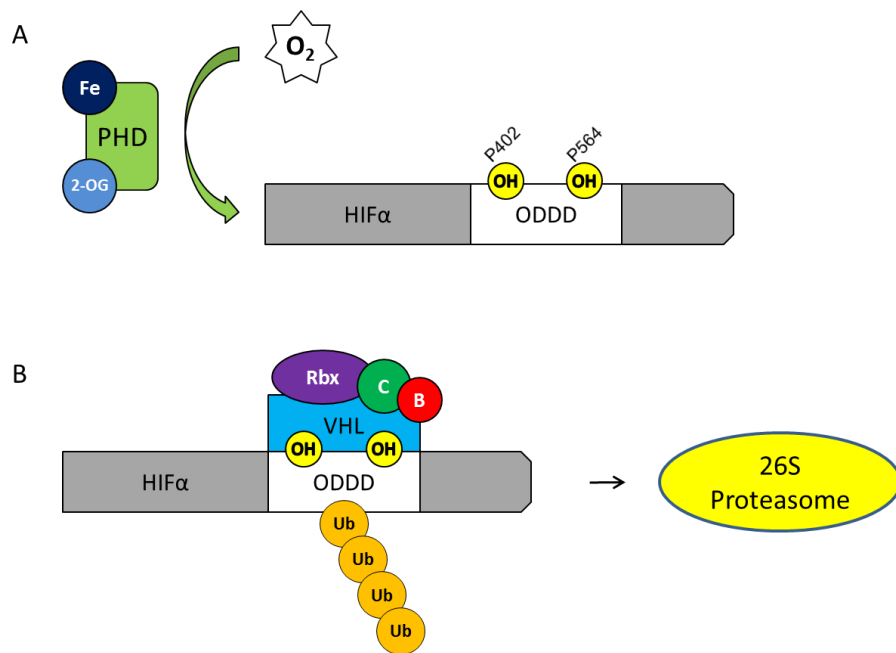 A
O2
Fe
PHD
2-OG
P402
P564
OH
OH
HIFα
ODDD
B
Rbx
C
B
VHL
OH
OH
HIFα
ODDD
26S
Proteasome
Ub
Ub
Ub
Ub